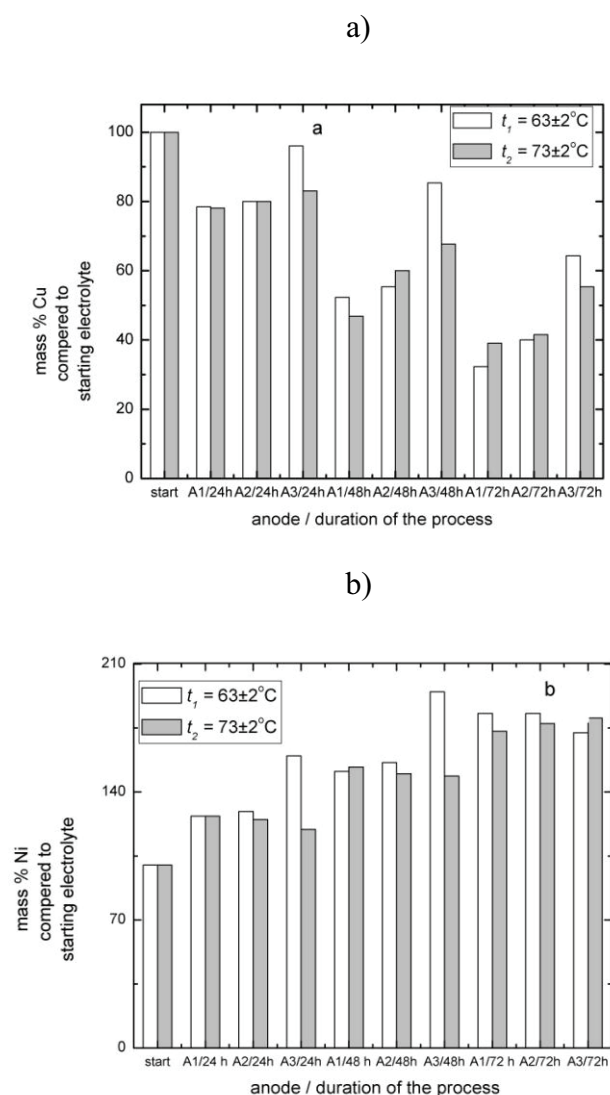 a)
a
t₁ = 63±2°C
t₂ = 73±2°C
100
80
60
40
20
0
mass % Cu
compered to
starting electrolyte
start A1/24h A2/24h A3/24h A1/48h A2/48h A3/48h A1/72h A2/72h A3/72h
anode / duration of the process
b)
b
t₁ = 63±2°C
t₂ = 73±2°C
210
140
70
0
mass % Ni
compered to
starting electrolyte
start A1/24 h A2/24h A3/24h A1/48 h A2/48h A3/48h A1/72 h A2/72h A3/72h
anode / duration of the process